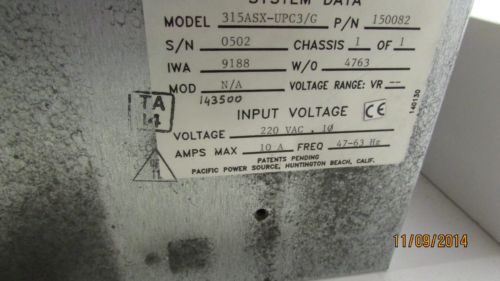 SYSTEM DATA
MODEL 315ASX-UPC3/G P/N 150082
S/N 0502 CHASSIS 1 OF 1
IWA 9188 W/O 4763
MOD N/A VOLTAGE RANGE: VR --
143500
140130
TA
14
INPUT VOLTAGE CE
VOLTAGE 220 VAC . 1Ø
AMPS MAX 10 A FREQ 47-63 Hz
PATENTS PENDING
PACIFIC POWER SOURCE, HUNTINGTON BEACH, CALIF.
11/09/2014